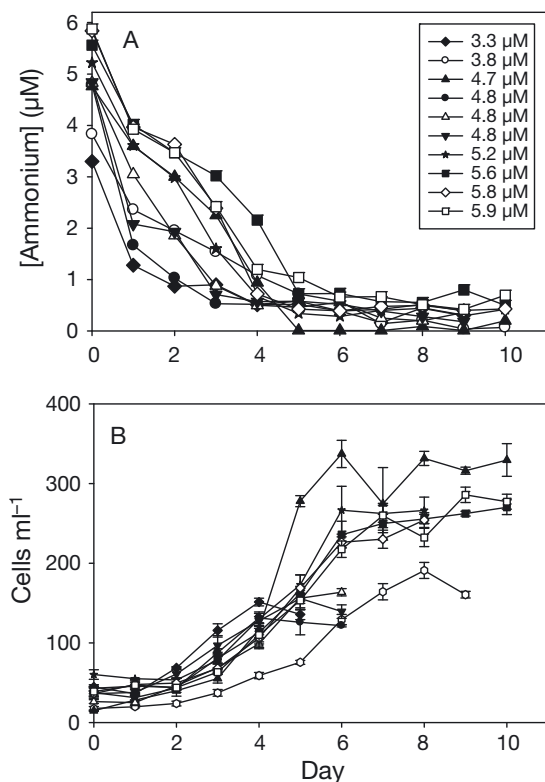 A
[Ammonium] (µM)
6
5
4
3
2
1
0
3.3 µM
3.8 µM
4.7 µM
4.8 µM
4.8 µM
4.8 µM
5.2 µM
5.6 µM
5.8 µM
5.9 µM
0 2 4 6 8 10
B
Cells ml⁻¹
400
300
200
100
0
0 2 4 6 8 10
Day